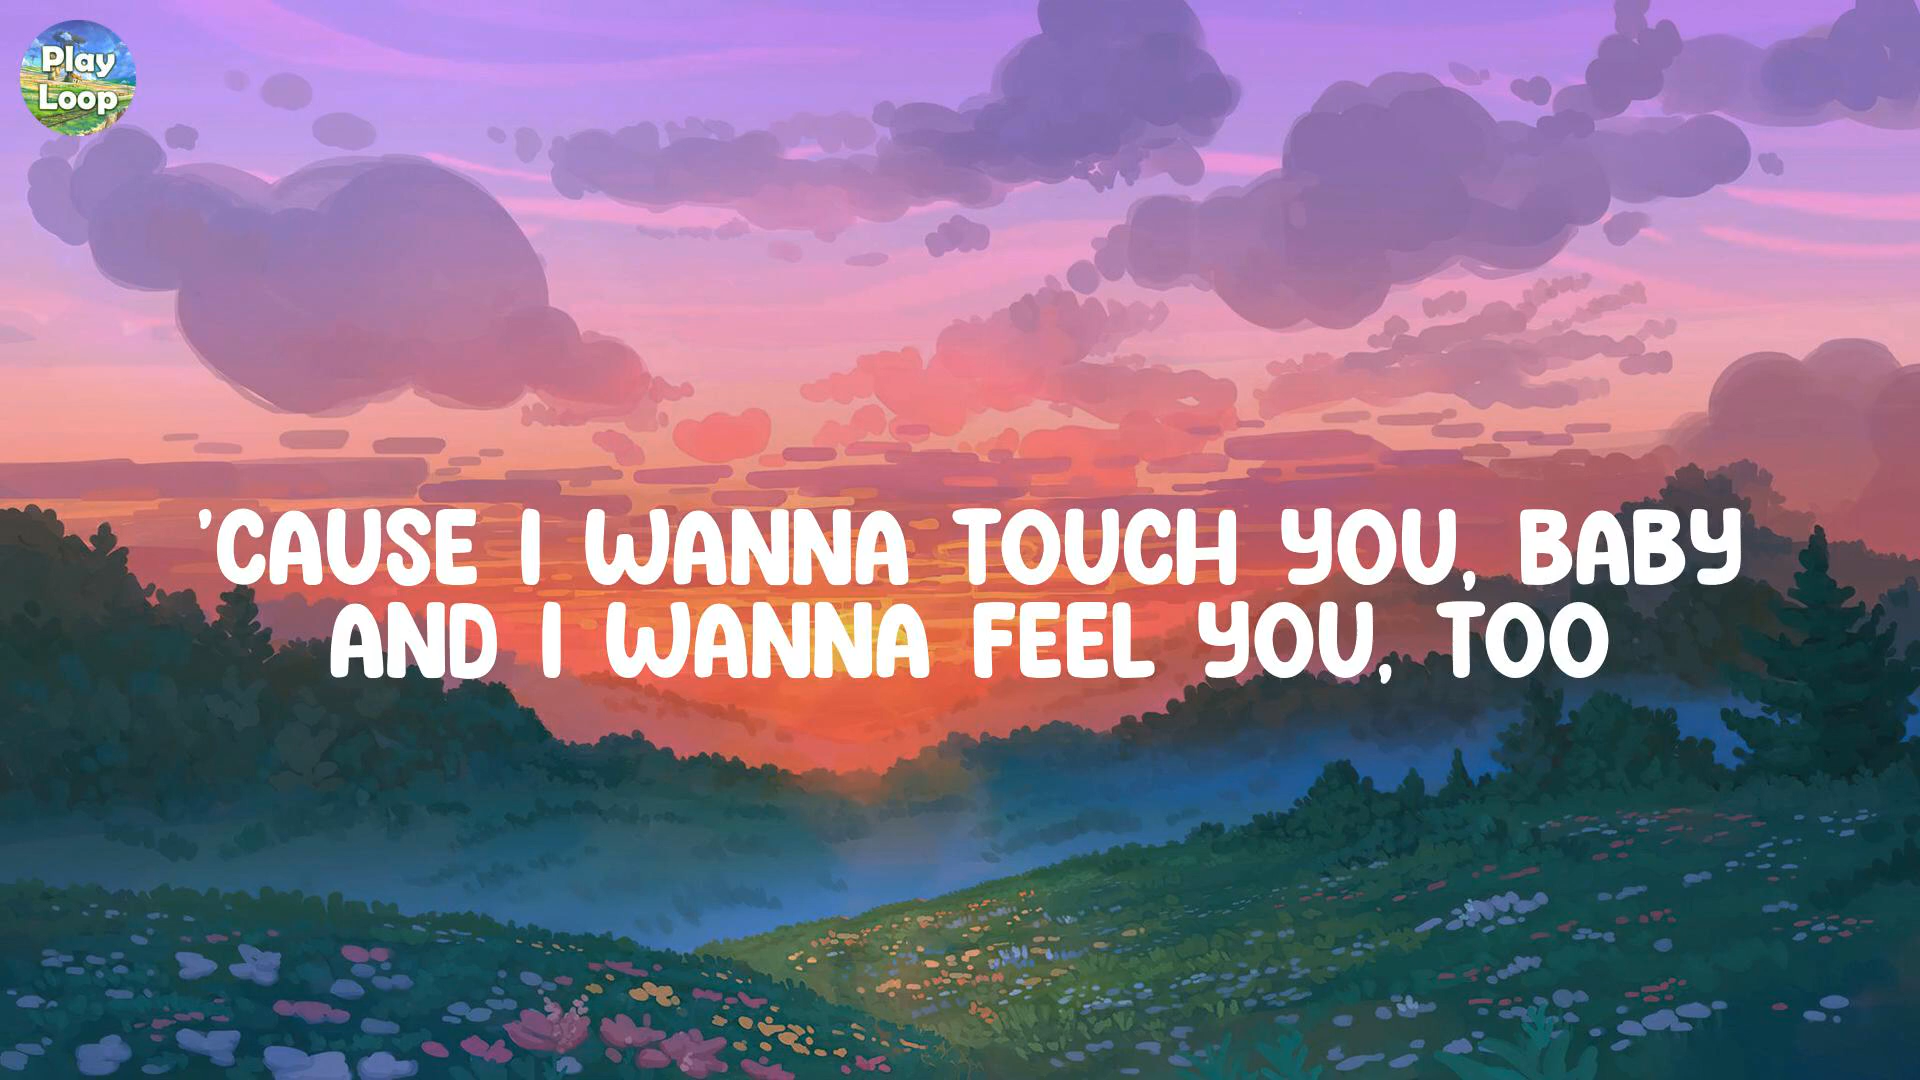 Play
Loop
'CAUSE I WANNA TOUCH YOU, BABY
AND I WANNA FEEL YOU, TOO